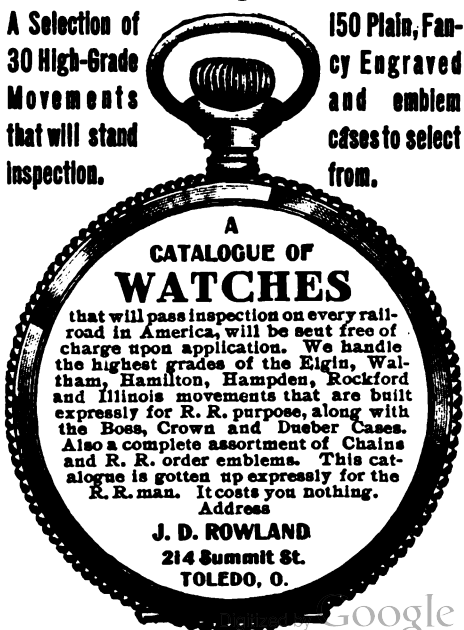 A Selection of
30 High-Grade
Movements
that will stand
inspection.
150 Plain, Fan-
cy Engraved
and emblem
cases to select
from.
A
CATALOGUE OF
WATCHES
that will pass inspection on every rail-
road in America, will be sent free of
charge upon application. We handle
the highest grades of the Elgin, Wal-
tham, Hamilton, Hampden, Rockford
and Illinois movements that are built
expressly for R. R. purpose, along with
the Boss, Crown and Dueber Cases.
Also a complete assortment of Chains
and R. R. order emblems. This cat-
alogue is gotten up expressly for the
R. R. man. It costs you nothing.
Address
J. D. ROWLAND
214 Summit St.
TOLEDO, O.
Digitized by Google